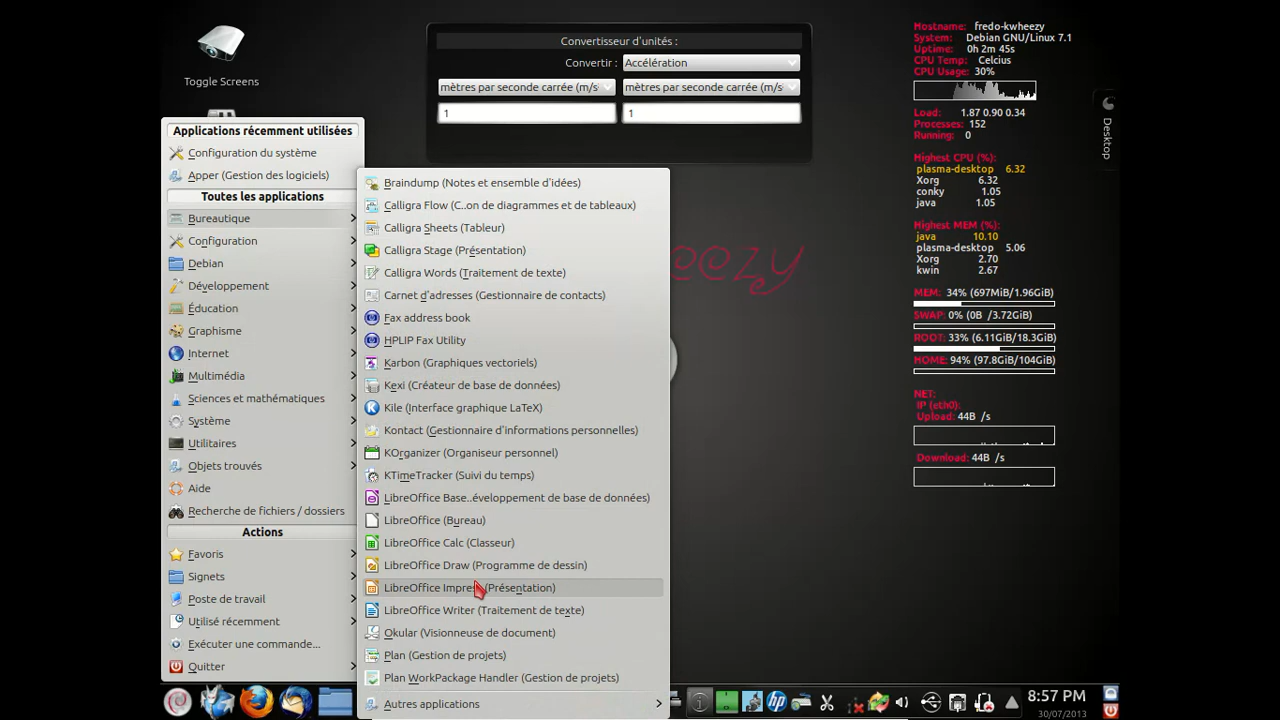 Toggle Screens
Convertisseur d'unités :
Convertir :
Accélération
mètres par seconde carrée (m/s
mètres par seconde carrée (m/s
1
1
Hostname: fredo-kwheezy
System: Debian GNU/Linux 7.1
Uptime: 0h 2m 45s
CPU Temp: Celcius
CPU Usage: 30%
Load: 1.87 0.90 0.34
Processes: 152
Running: 0
Highest CPU (%):
plasma-desktop 6.32
Xorg 6.32
conky 1.05
java 1.05
Highest MEM (%):
java 10.10
plasma-desktop 5.06
Xorg 2.70
kwin 2.67
MEM: 34% (697MiB/1.96GiB)
SWAP: 0% (0B /3.72GiB)
ROOT: 33% (6.11GiB/18.3GiB)
HOME: 94% (97.8GiB/104GiB)
NET:
IP (eth0):
Upload: 44B /s
Download: 44B /s
Desktop
Applications récemment utilisées
Configuration du système
Apper (Gestion des logiciels)
Toutes les applications
Bureautique
Configuration
Debian
Développement
Éducation
Graphisme
Internet
Multimédia
Sciences et mathématiques
Système
Utilitaires
Objets trouvés
Aide
Recherche de fichiers / dossiers
Actions
Favoris
Signets
Poste de travail
Utilisé récemment
Exécuter une commande...
Quitter
Braindump (Notes et ensemble d'idées)
Calligra Flow (C..on de diagrammes et de tableaux)
Calligra Sheets (Tableur)
Calligra Stage (Présentation)
Calligra Words (Traitement de texte)
Carnet d'adresses (Gestionnaire de contacts)
Fax address book
HPLIP Fax Utility
Karbon (Graphiques vectoriels)
Kexi (Créateur de base de données)
Kile (Interface graphique LaTeX)
Kontact (Gestionnaire d'informations personnelles)
KOrganizer (Organiseur personnel)
KTimeTracker (Suivi du temps)
LibreOffice Base..éveloppement de base de données)
LibreOffice (Bureau)
LibreOffice Calc (Classeur)
LibreOffice Draw (Programme de dessin)
LibreOffice Impress (Présentation)
LibreOffice Writer (Traitement de texte)
Okular (Visionneuse de document)
Plan (Gestion de projets)
Plan WorkPackage Handler (Gestion de projets)
Autres applications
eezy
hp
8:57 PM
30/07/2013